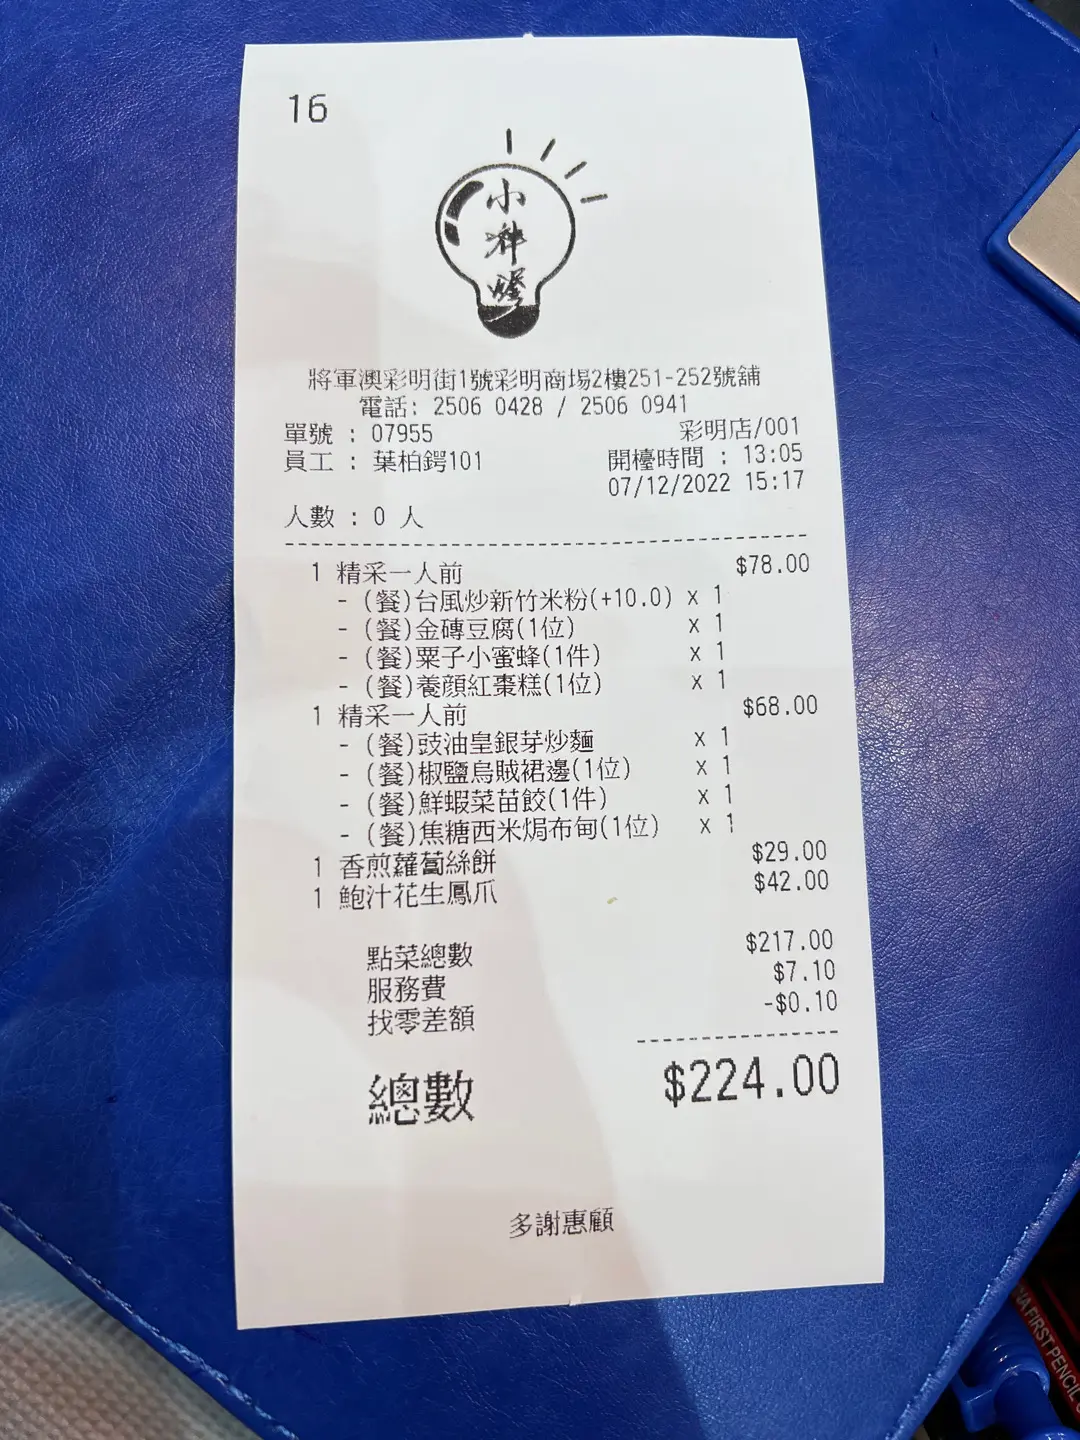 16
小
將軍澳彩明街1號彩明商場2樓251-252號舖
電話: 2506 0428 / 2506 0941
單號 : 07955 彩明店/001
員工 : 葉柏鍔101 開檯時間 : 13:05
07/12/2022 15:17
人數 : 0 人
1 精采一人前 $78.00
- (餐)台風炒新竹米粉(+10.0) x 1
- (餐)金磚豆腐(1位) x 1
- (餐)粟子小蜜蜂(1件) x 1
- (餐)養顏紅棗糕(1位) x 1
1 精采一人前 $68.00
- (餐)豉油皇銀芽炒麵 x 1
- (餐)椒鹽烏賊裙邊(1位) x 1
- (餐)鮮蝦菜苗餃(1件) x 1
- (餐)焦糖西米焗布甸(1位) x 1
1 香煎蘿蔔絲餅 $29.00
1 鮑汁花生鳳爪 $42.00
點菜總數 $217.00
服務費 $7.10
找零差額 -$0.10
總數 $224.00
多謝惠顧
FIRST PENCIL